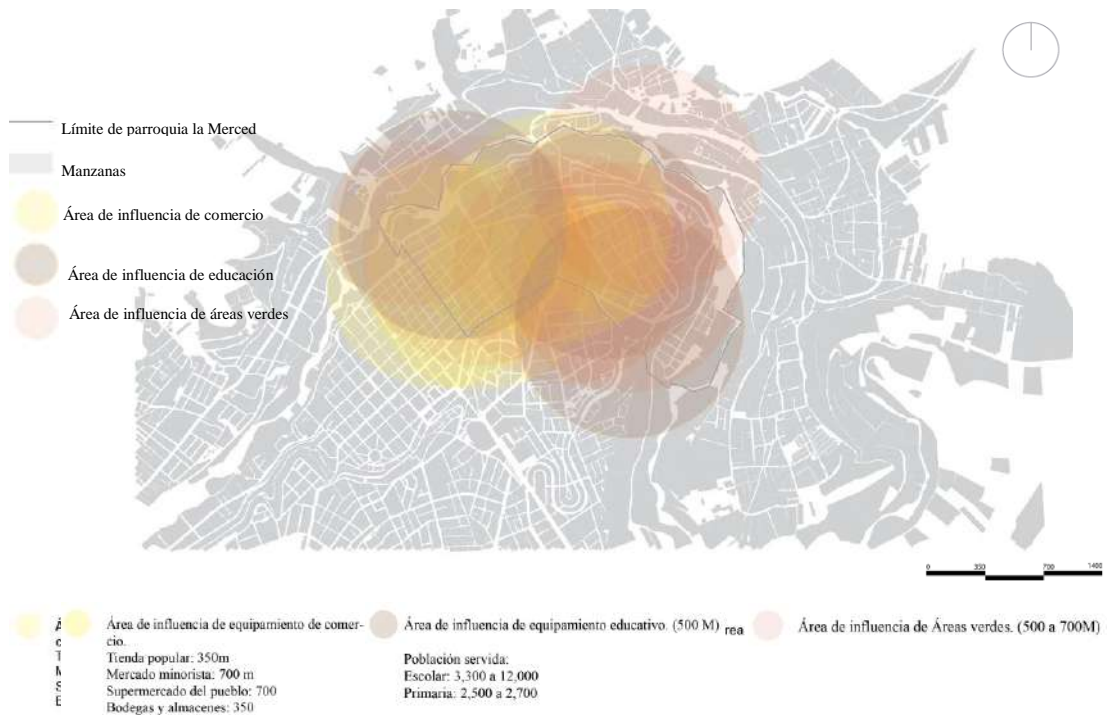 Límite de parroquia la Merced
Manzanas
Área de influencia de comercio
Área de influencia de educación
Área de influencia de áreas verdes
0 350 700 1400
Área de influencia de equipamiento de comer-
cio.
Tienda popular: 350m
Mercado minorista: 700 m
Supermercado del pueblo: 700
Bodegas y almacenes: 350
Área de influencia de equipamiento educativo. (500 M) rea
Población servida:
Escolar: 3,300 a 12,000
Primaria: 2,500 a 2,700
Área de influencia de Áreas verdes. (500 a 700M)